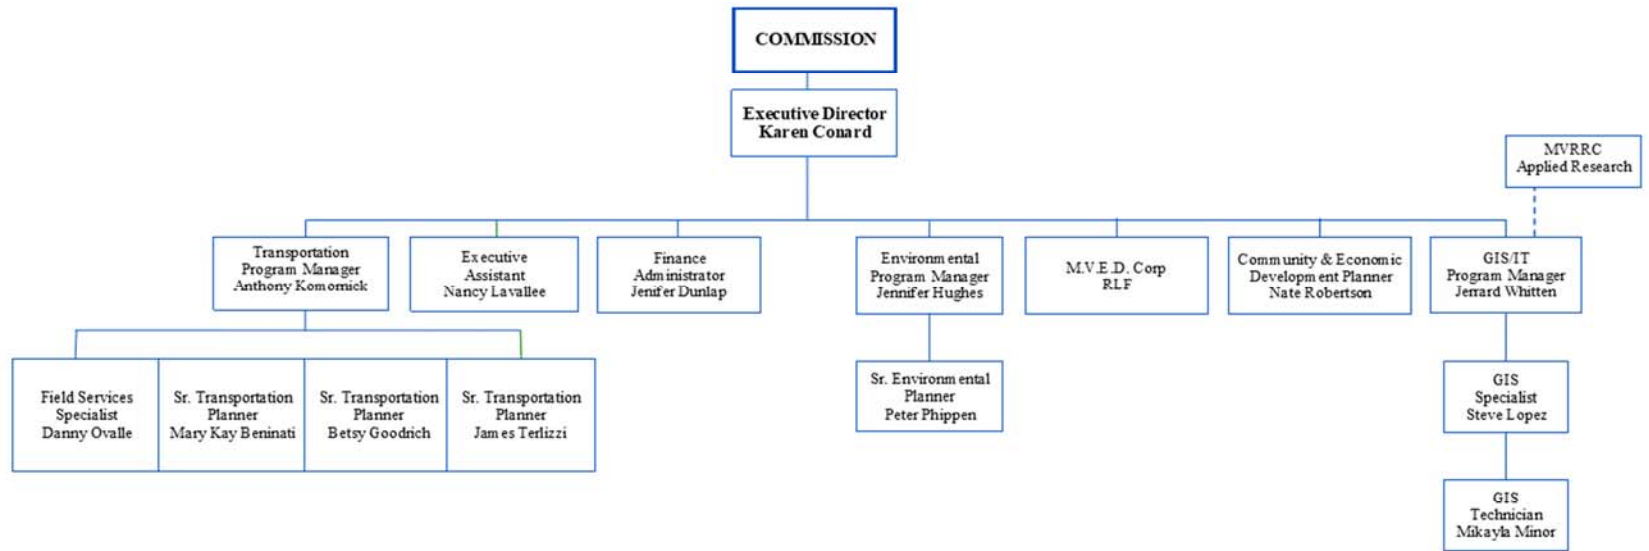 COMMISSION
Executive Director
Karen Conard
MVRRC
Applied Research
Transportation
Program Manager
Anthony Komornick
Executive
Assistant
Nancy Lavallee
Finance
Administrator
Jenifer Dunlap
Environmental
Program Manager
Jennifer Hughes
M.V.E.D. Corp
RLF
Community & Economic
Development Planner
Nate Robertson
GIS/IT
Program Manager
Jerrard Whitten
Field Services
Specialist
Danny Ovalle
Sr. Transportation
Planner
Mary Kay Beninati
Sr. Transportation
Planner
Betsy Goodrich
Sr. Transportation
Planner
James Terlizzi
Sr. Environmental
Planner
Peter Phippen
GIS
Specialist
Steve Lopez
GIS
Technician
Mikayla Minor